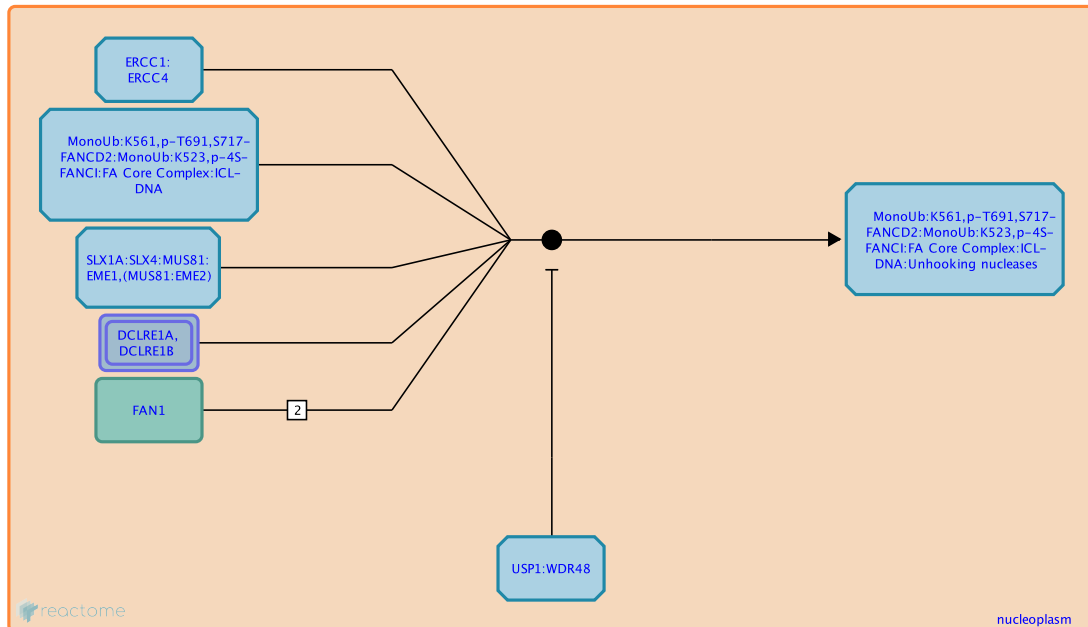 ERCC1:
ERCC4
MonoUb:K561,p-T691,S717-
FANCD2:MonoUb:K523,p-4S-
FANCI:FA Core Complex:ICL-
DNA
SLX1A:SLX4:MUS81:
EME1,(MUS81:EME2)
DCLRE1A,
DCLRE1B
FAN1
2
MonoUb:K561,p-T691,S717-
FANCD2:MonoUb:K523,p-4S-
FANCI:FA Core Complex:ICL-
DNA:Unhooking nucleases
USP1:WDR48
reactome
nucleoplasm